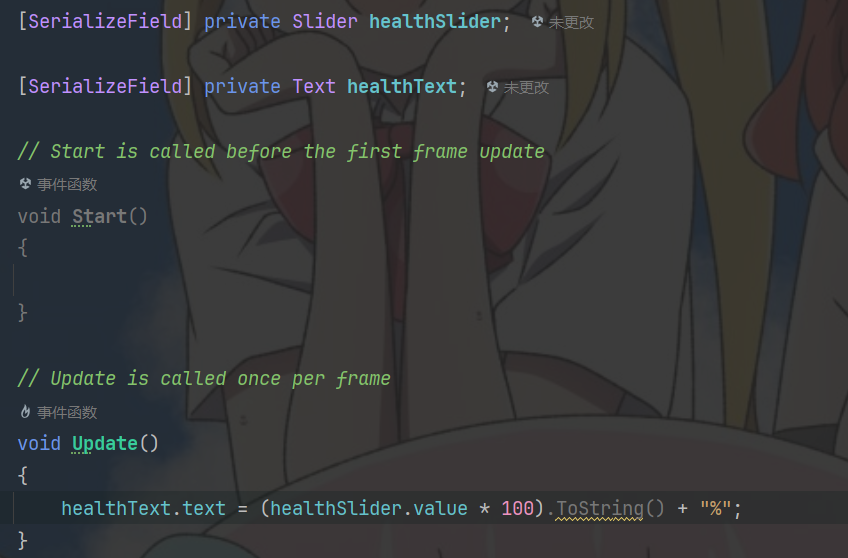 [SerializeField] private Slider healthSlider; 未更改
[SerializeField] private Text healthText; 未更改
// Start is called before the first frame update
事件函数
void Start()
{
}
// Update is called once per frame
事件函数
void Update()
{
healthText.text = (healthSlider.value * 100).ToString() + "%";
}